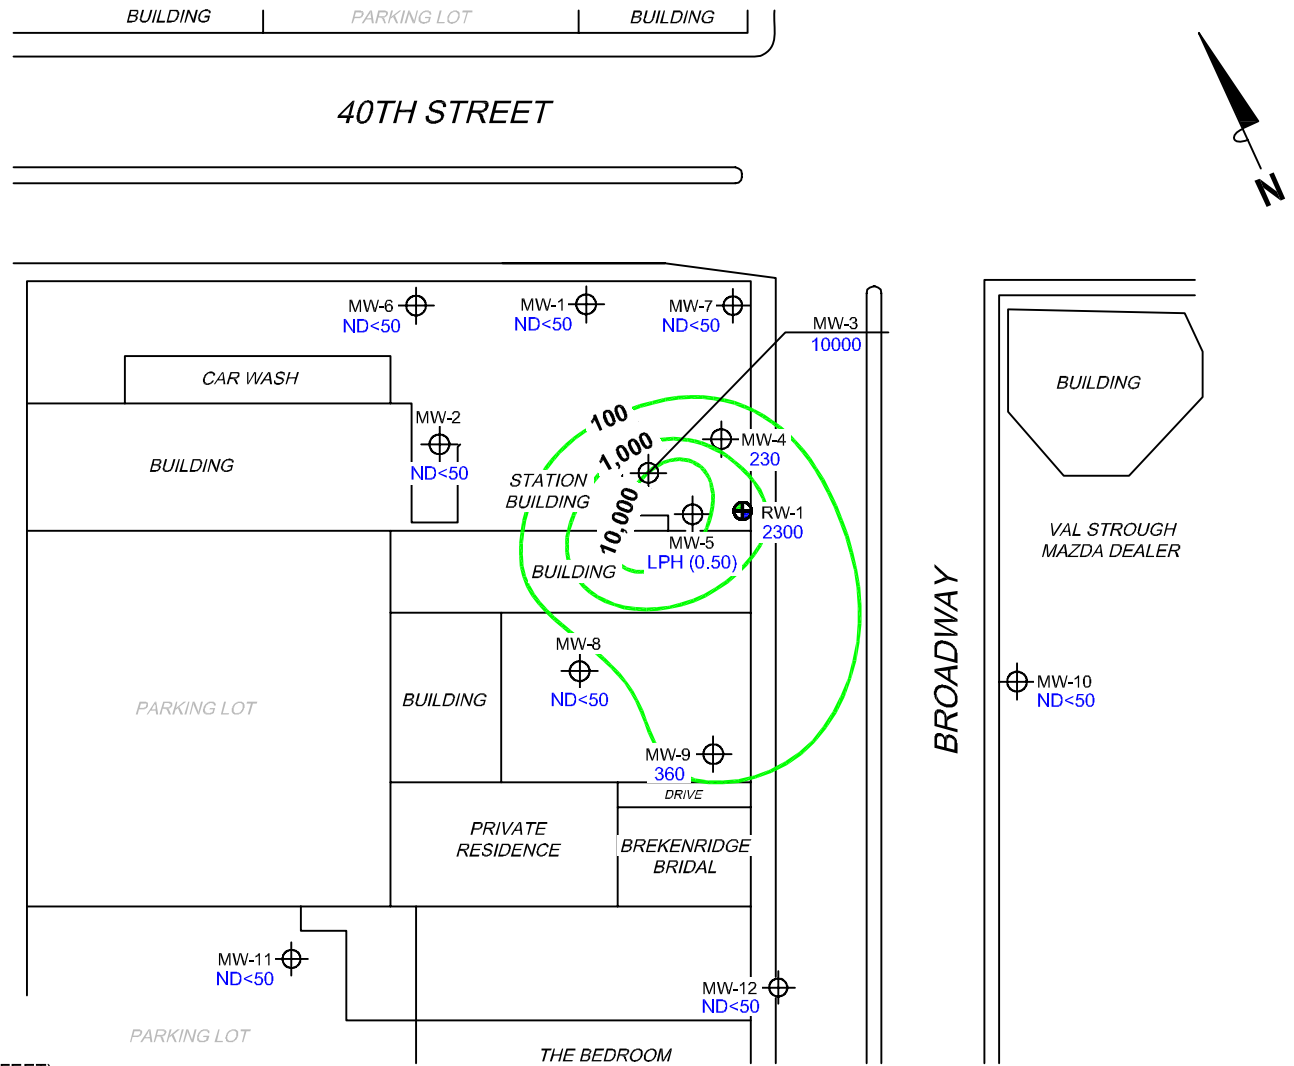 BUILDING
PARKING LOT
BUILDING
40TH STREET
N
MW-6
ND<50
MW-1
ND<50
MW-7
ND<50
MW-3
10000
CAR WASH
BUILDING
MW-2
ND<50
BUILDING
100
1,000
10,000
MW-4
230
STATION
BUILDING
RW-1
2300
MW-5
LPH (0.50)
BUILDING
VAL STROUGH
MAZDA DEALER
BROADWAY
MW-8
ND<50
BUILDING
PARKING LOT
MW-10
ND<50
MW-9
360
DRIVE
PRIVATE
RESIDENCE
BREKENRIDGE
BRIDAL
MW-11
ND<50
MW-12
ND<50
PARKING LOT
THE BEDROOM